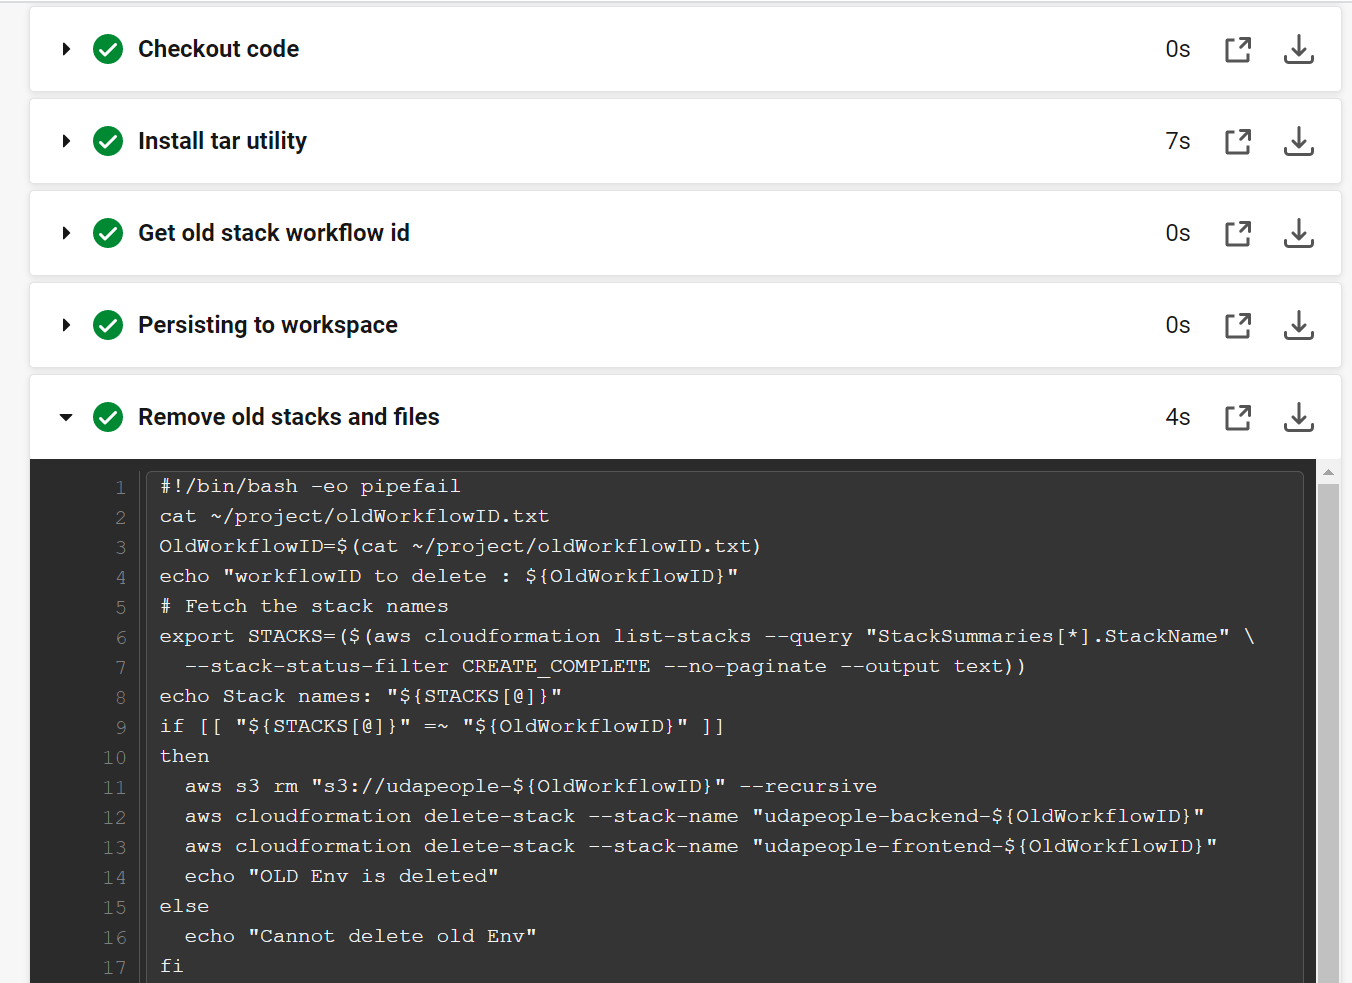 Checkout code 0s
Install tar utility 7s
Get old stack workflow id 0s
Persisting to workspace 0s
Remove old stacks and files 4s
1 #!/bin/bash -eo pipefail
2 cat ~/project/oldWorkflowID.txt
3 OldWorkflowID=$(cat ~/project/oldWorkflowID.txt)
4 echo "workflowID to delete : ${OldWorkflowID}"
5 # Fetch the stack names
6 export STACKS=($(aws cloudformation list-stacks --query "StackSummaries[*].StackName" \
7   --stack-status-filter CREATE_COMPLETE --no-paginate --output text))
8 echo Stack names: "${STACKS[@]}"
9 if [[ "${STACKS[@]}" =~ "${OldWorkflowID}" ]]
10 then
11   aws s3 rm "s3://udapeople-${OldWorkflowID}" --recursive
12   aws cloudformation delete-stack --stack-name "udapeople-backend-${OldWorkflowID}"
13   aws cloudformation delete-stack --stack-name "udapeople-frontend-${OldWorkflowID}"
14   echo "OLD Env is deleted"
15 else
16   echo "Cannot delete old Env"
17 fi